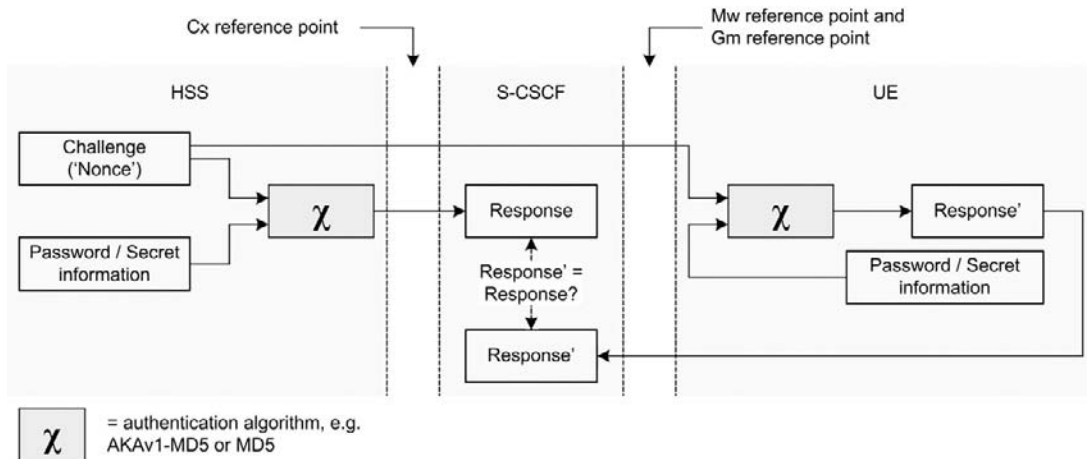 Cx reference point
Mw reference point and
Gm reference point
HSS
S-CSCF
UE
Challenge
(‘Nonce’)
χ
Password / Secret
information
Response
Response’ =
Response?
Response’
χ
Response’
Password / Secret
information
χ
= authentication algorithm, e.g.
AKAv1-MD5 or MD5